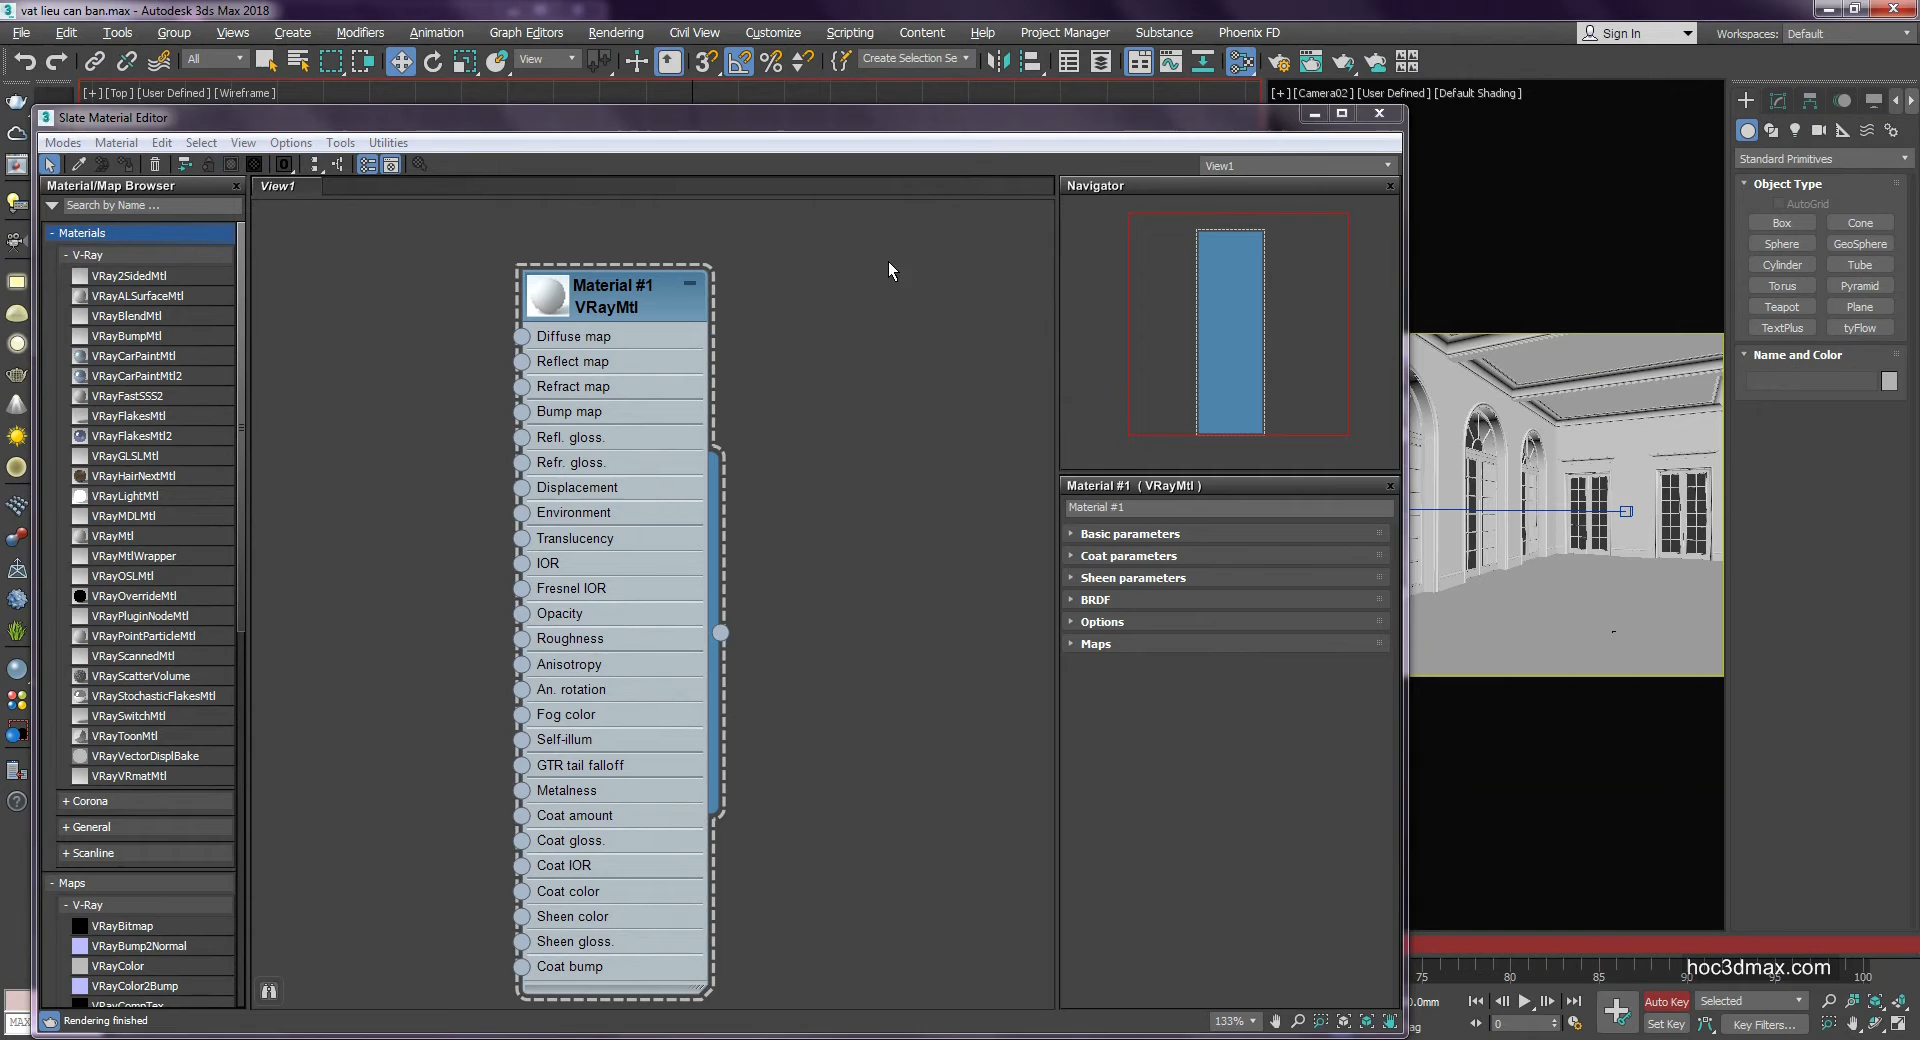 vat lieu can ban.max - Autodesk 3ds Max 2018
File Edit Tools Group Views Create Modifiers Animation Graph Editors Rendering Civil View Customize Scripting Content Help Project Manager Substance Phoenix FD
Sign In
Workspaces: Default
All
View
Create Selection Se
[+] [Top] [User Defined] [Wireframe]
[+] [Camera02] [User Defined] [Default Shading]
Slate Material Editor
Modes Material Edit Select View Options Tools Utilities
View1
Material/Map Browser
Search by Name ...
- Materials
- V-Ray
VRay2SidedMtl
VRayALSurfaceMtl
VRayBlendMtl
VRayBumpMtl
VRayCarPaintMtl
VRayCarPaintMtl2
VRayFastSSS2
VRayFlakesMtl
VRayFlakesMtl2
VRayGLSLMtl
VRayHairNextMtl
VRayLightMtl
VRayMDLMtl
VRayMtl
VRayMtlWrapper
VRayOSLMtl
VRayOverrideMtl
VRayPluginNodeMtl
VRayPointParticleMtl
VRayScannedMtl
VRayScatterVolume
VRayStochasticFlakesMtl
VRaySwitchMtl
VRayToonMtl
VRayVectorDisplBake
VRayVRmatMtl
+ Corona
+ General
+ Scanline
- Maps
- V-Ray
VRayBitmap
VRayBump2Normal
VRayColor
VRayColor2Bump
VRayCompTex
Rendering finished
View1
Material #1
VRayMtl
Diffuse map
Reflect map
Refract map
Bump map
Refl. gloss.
Refr. gloss.
Displacement
Environment
Translucency
IOR
Fresnel IOR
Opacity
Roughness
Anisotropy
An. rotation
Fog color
Self-illum
GTR tail falloff
Metalness
Coat amount
Coat gloss.
Coat IOR
Coat color
Sheen color
Sheen gloss.
Coat bump
Navigator
Material #1 ( VRayMtl )
Material #1
Basic parameters
Coat parameters
Sheen parameters
BRDF
Options
Maps
133%
Standard Primitives
Object Type
AutoGrid
Box Cone
Sphere GeoSphere
Cylinder Tube
Torus Pyramid
Teapot Plane
TextPlus tyFlow
Name and Color
hoc3dmax.com
75 80 85 90 95 100
0.0mm
Auto Key Selected
0
Set Key Key Filters...